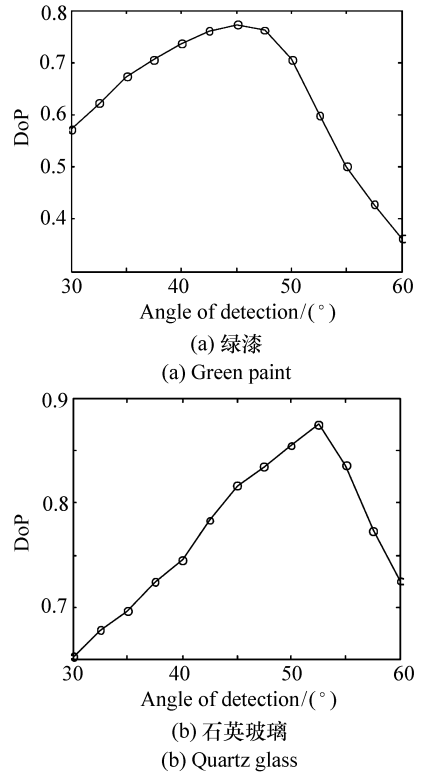 0.8
0.7
0.6
0.5
0.4
DoP
30
40
50
60
Angle of detection/(°)
(a) 绿漆
(a) Green paint
0.9
0.8
0.7
DoP
30
40
50
60
Angle of detection/(°)
(b) 石英玻璃
(b) Quartz glass